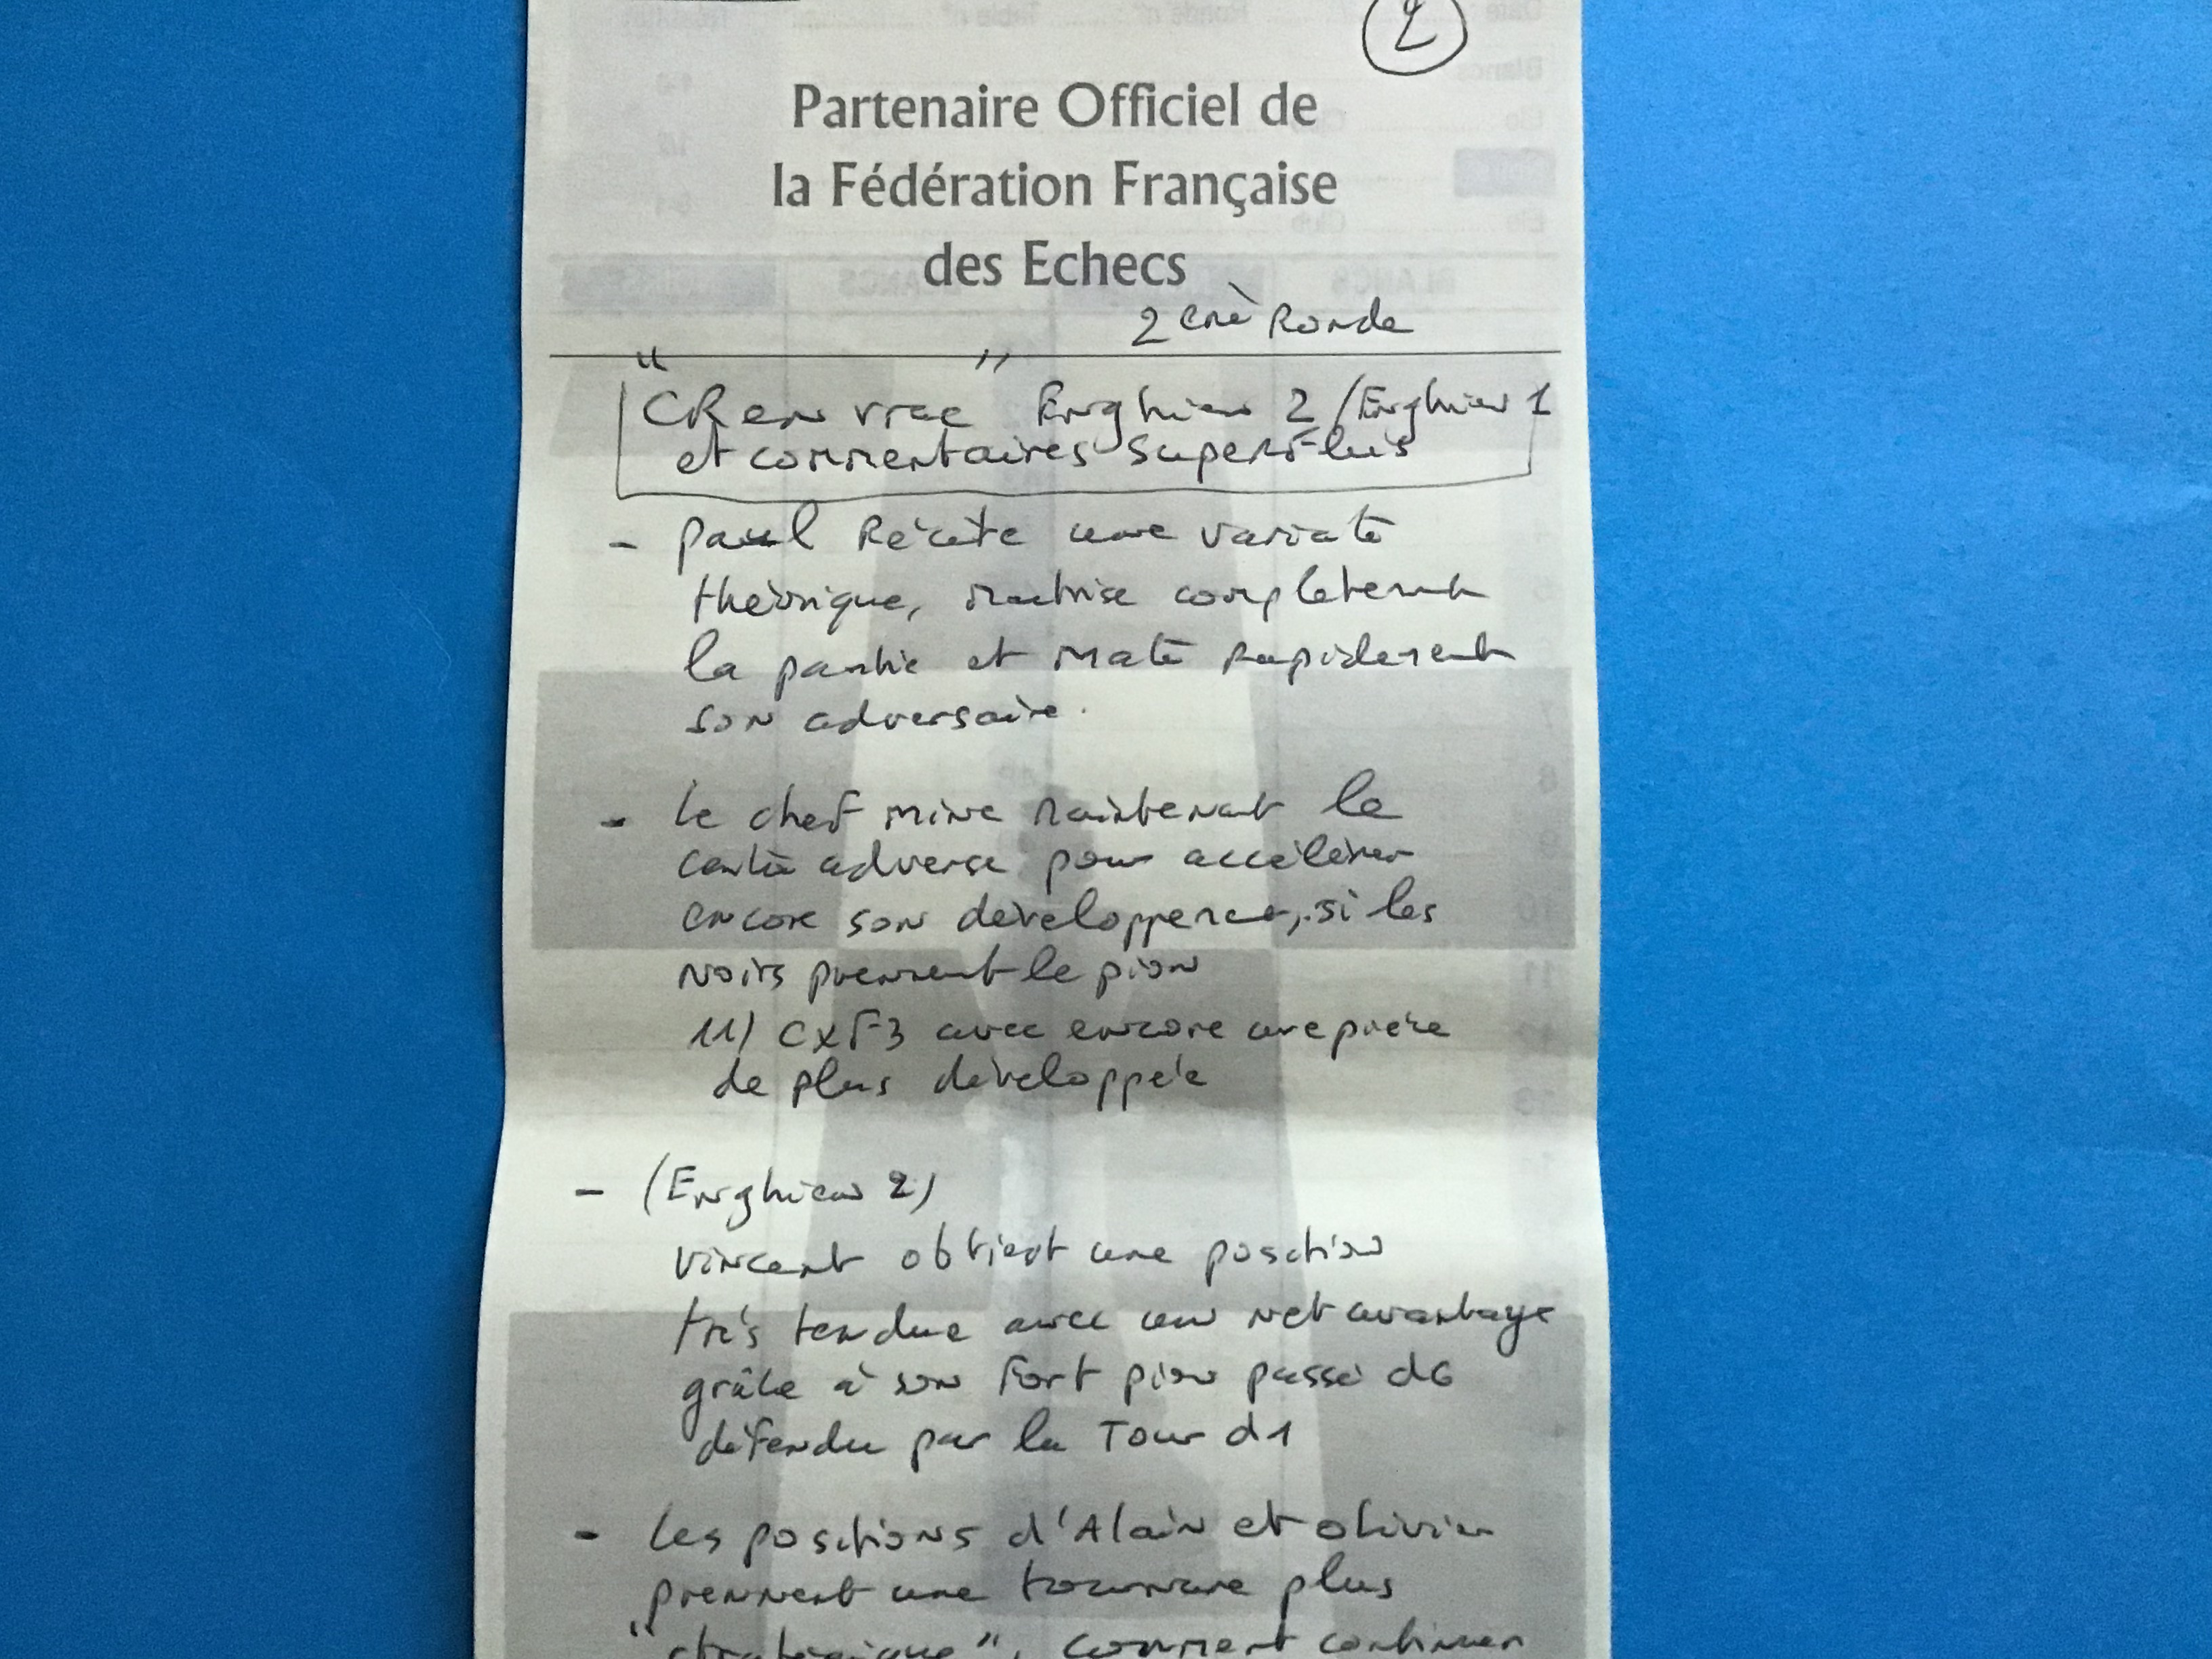 2
Partenaire Officiel de
la Fédération Française
des Echecs
2ème Ronde
"CR en vrac" Enghien 2 / Enghien 1
et commentaires superflus
- paul Récite une variante
théorique, maîtrise complètement
la partie et mate rapidement
son adversaire.
- le chef mine maintenant le
centre adverse pour accélérer
encore son développement, si les
noirs prennent le pion
11) CxF3 avec encore une pièce
de plus développée
- (Enghien 2)
vincent obtient une position
très tendue avec un net avantage
grâce à son fort pion passé d6
défendu par la Tour d1
- les positions d'Alain et olivier
prennent une tournure plus
"stratégique", comment continuer